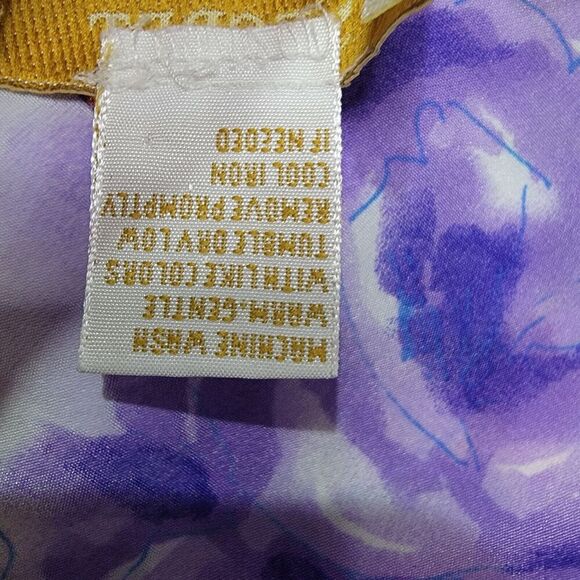 MACHINE WASH
WARM, GENTLE
WITH LIKE COLORS
TUMBLE DRY LOW
REMOVE PROMPTLY
COOL IRON
IF NEEDED